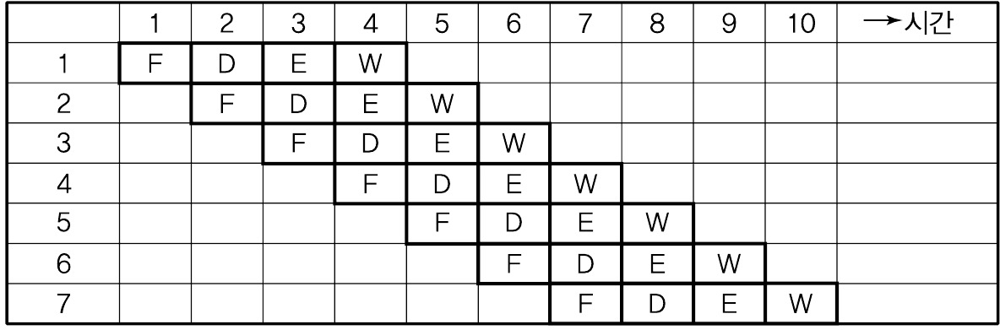 1 2 3 4 5 6 7 8 9 10 →시간
1 F D E W
2 F D E W
3 F D E W
4 F D E W
5 F D E W
6 F D E W
7 F D E W